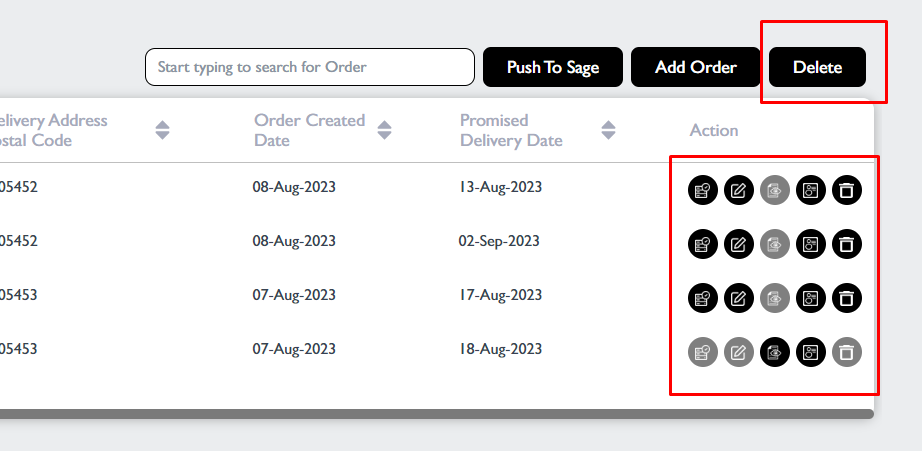 Start typing to search for Order
Push To Sage
Add Order
Delete
elivery Address
ostal Code
Order Created
Date
Promised
Delivery Date
Action
05452
08-Aug-2023
13-Aug-2023
05452
08-Aug-2023
02-Sep-2023
05453
07-Aug-2023
17-Aug-2023
05453
07-Aug-2023
18-Aug-2023